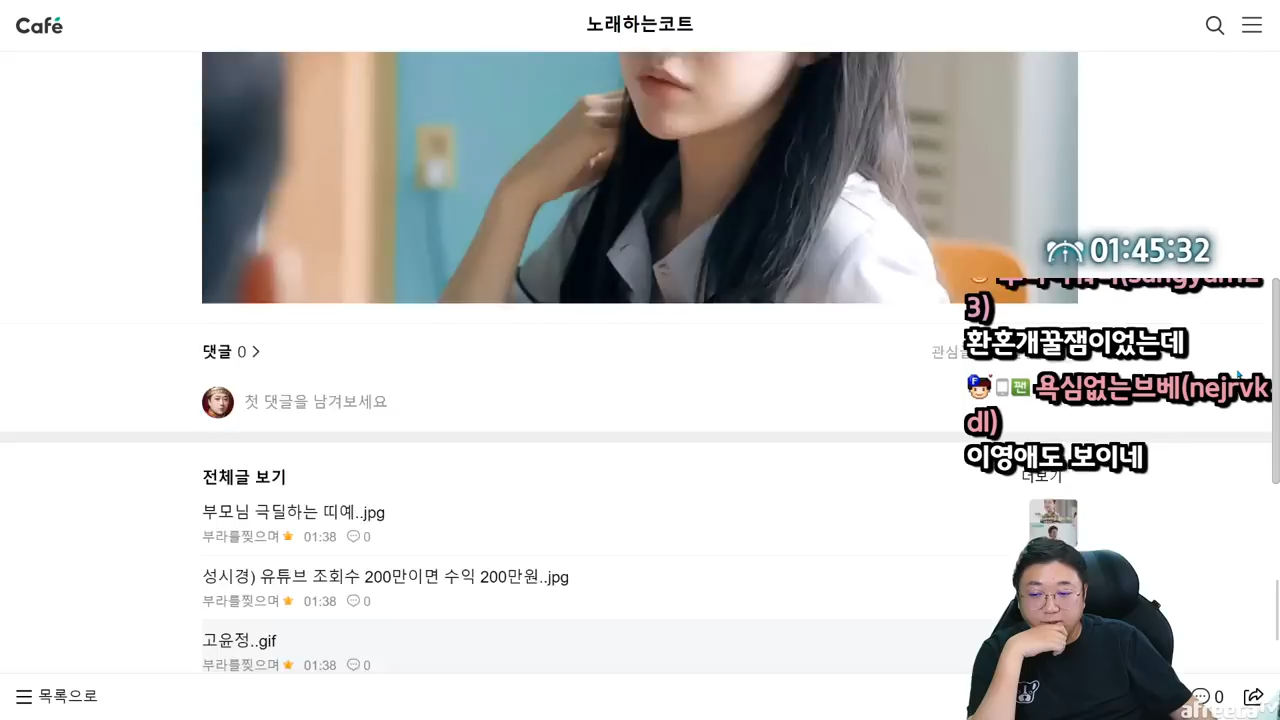 Café
노래하는코트
01:45:32
3)
환혼개꿀잼이었는데
욕심없는브베(nejrvk
dl)
이영애도 보이네
댓글 0
첫 댓글을 남겨보세요
전체글 보기
더보기
부모님 극딜하는 띠예..jpg
부라를찢으며 01:38 0
성시경) 유튜브 조회수 200만이면 수익 200만원..jpg
부라를찢으며 01:38 0
고윤정..gif
부라를찢으며 01:38 0
목록으로
0
afreecaTV